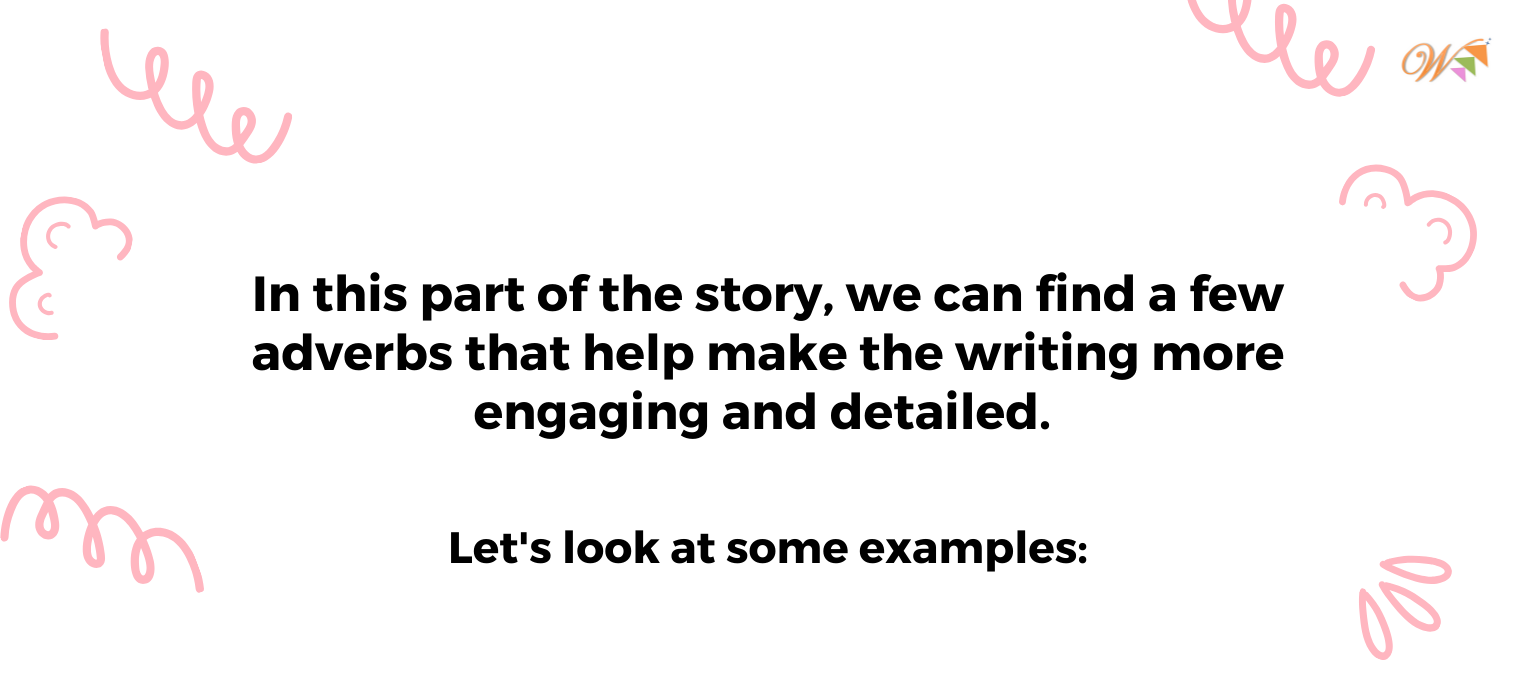 In this part of the story, we can find a few
adverbs that help make the writing more
engaging and detailed.
Let's look at some examples:
W